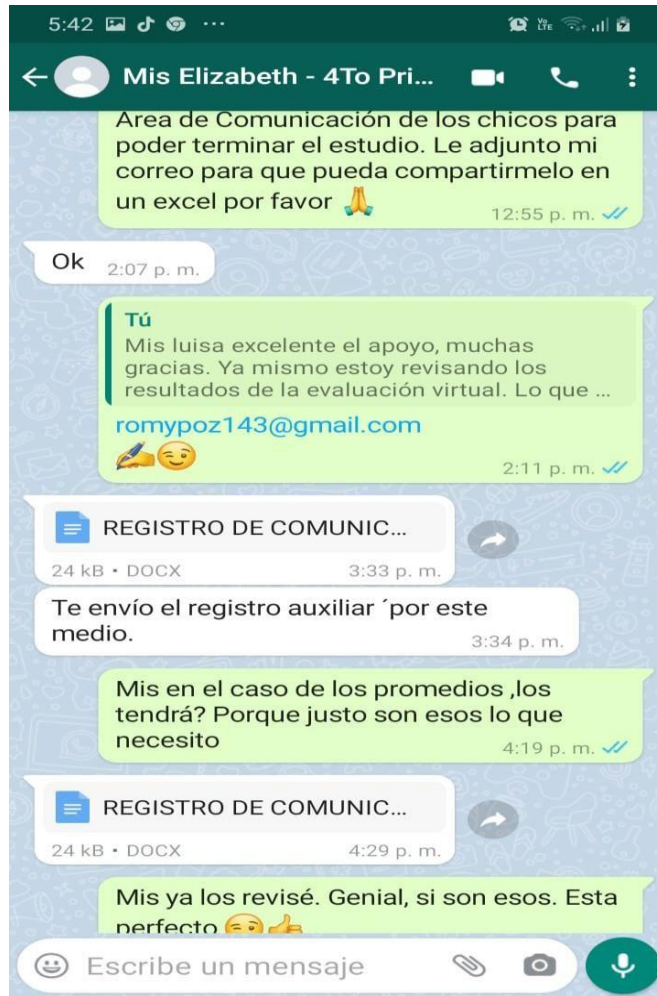 5:42 ...
Vo
LTE
Mis Elizabeth - 4To Pri...
Area de Comunicación de los chicos para
poder terminar el estudio. Le adjunto mi
correo para que pueda compartirmelo en
un excel por favor 🙏
12:55 p. m.
Ok 2:07 p. m.
Tú
Mis luisa excelente el apoyo, muchas
gracias. Ya mismo estoy revisando los
resultados de la evaluación virtual. Lo que ...
romypoz143@gmail.com
✍️😉
2:11 p. m.
REGISTRO DE COMUNIC...
24 kB • DOCX 3:33 p. m.
Te envío el registro auxiliar ´por este
medio.
3:34 p. m.
Mis en el caso de los promedios ,los
tendrá? Porque justo son esos lo que
necesito
4:19 p. m.
REGISTRO DE COMUNIC...
24 kB • DOCX 4:29 p. m.
Mis ya los revisé. Genial, si son esos. Esta
perfecto 😉👍
Escribe un mensaje